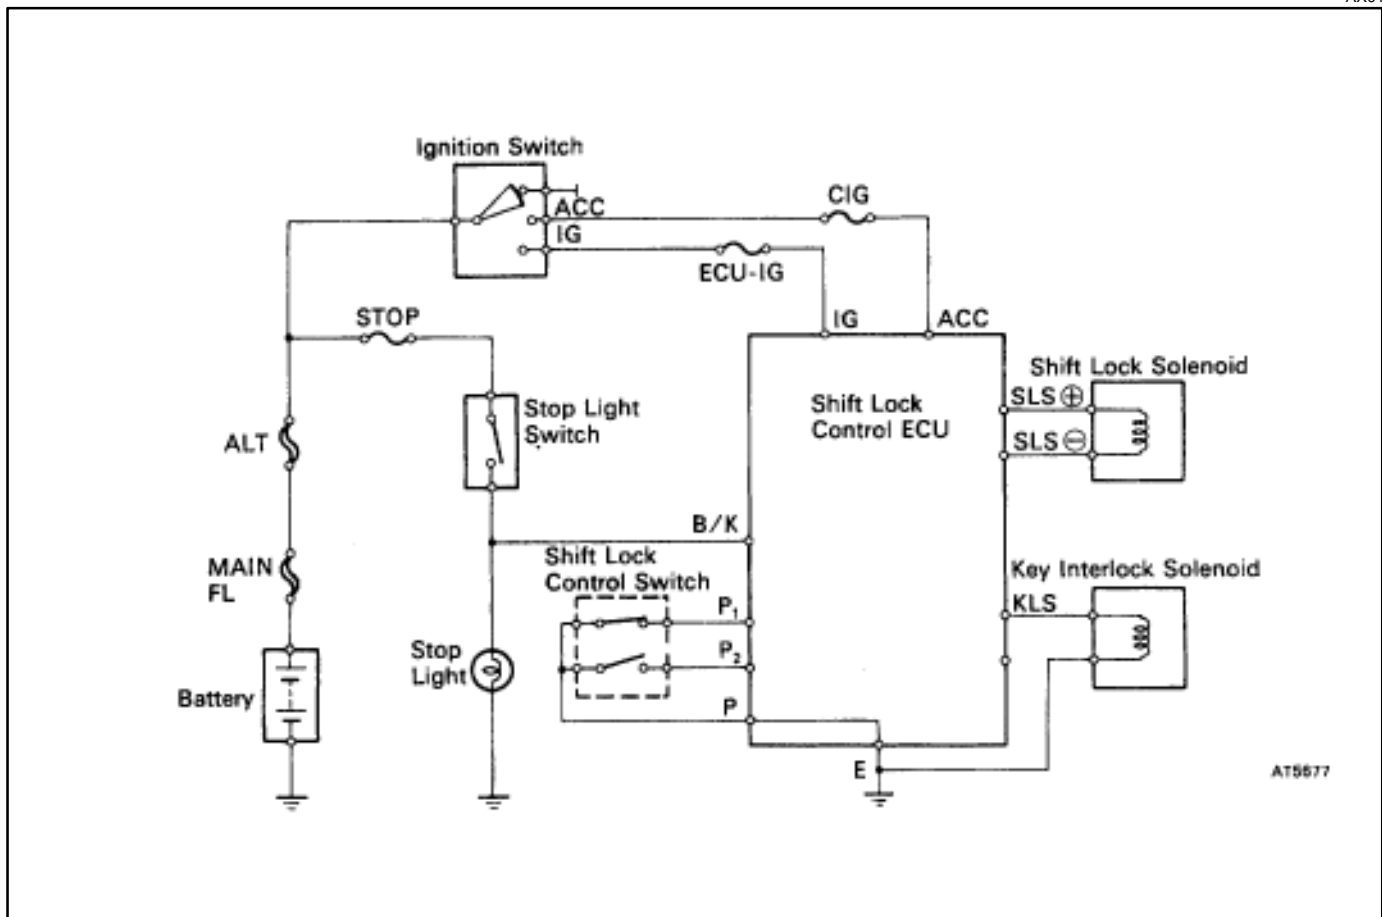 Ignition Switch
ACC
CIG
IG
ECU-IG
STOP
IG
ACC
Shift Lock Solenoid
Stop Light
Switch
Shift Lock
Control ECU
SLS ⊕
SLS ⊖
ALT
B/K
Shift Lock
Control Switch
MAIN
FL
Key Interlock Solenoid
P₁
KLS
Stop
Light
P₂
Battery
P
E
AT5677